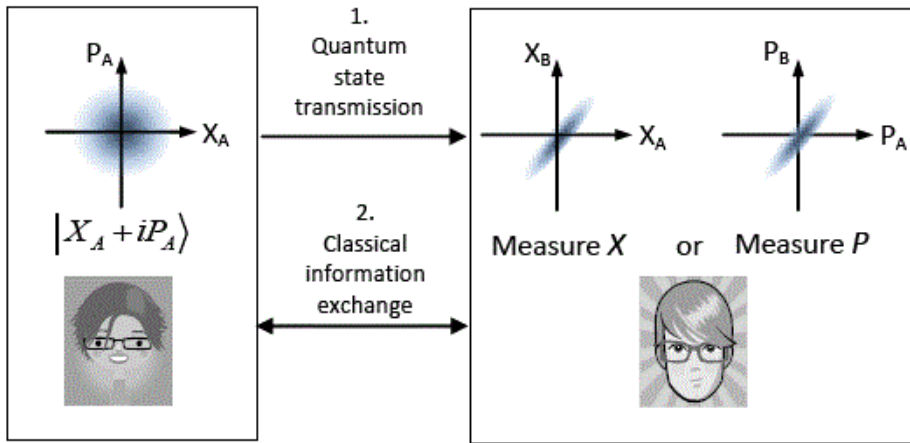 P_A
X_A
|X_A + iP_A⟩
1.
Quantum
state
transmission
2.
Classical
information
exchange
X_B
X_A
P_B
P_A
Measure X or Measure P